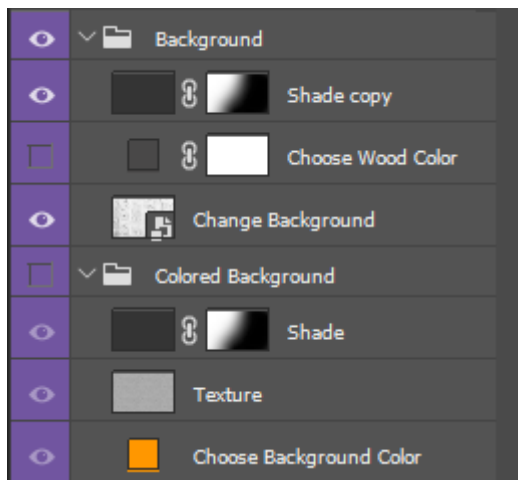 Background
Shade copy
Choose Wood Color
Change Background
Colored Background
Shade
Texture
Choose Background Color